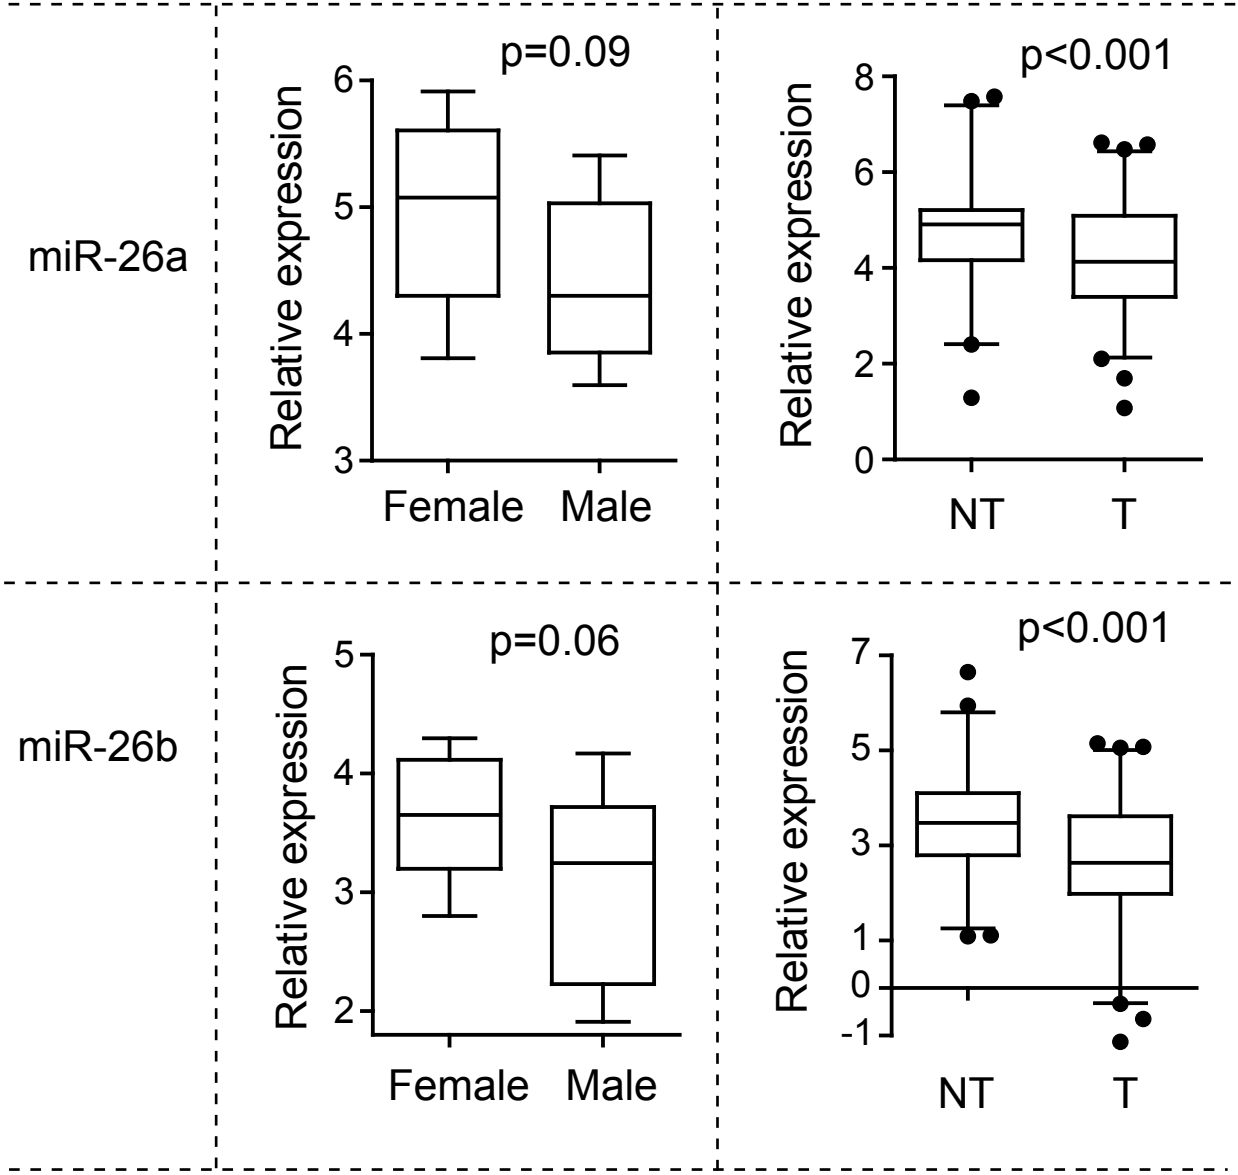 miR-26a
p=0.09
Relative expression
6
5
4
3
Female Male
p<0.001
Relative expression
8
6
4
2
0
NT T
miR-26b
p=0.06
Relative expression
5
4
3
2
Female Male
p<0.001
Relative expression
7
5
3
1
0
-1
NT T